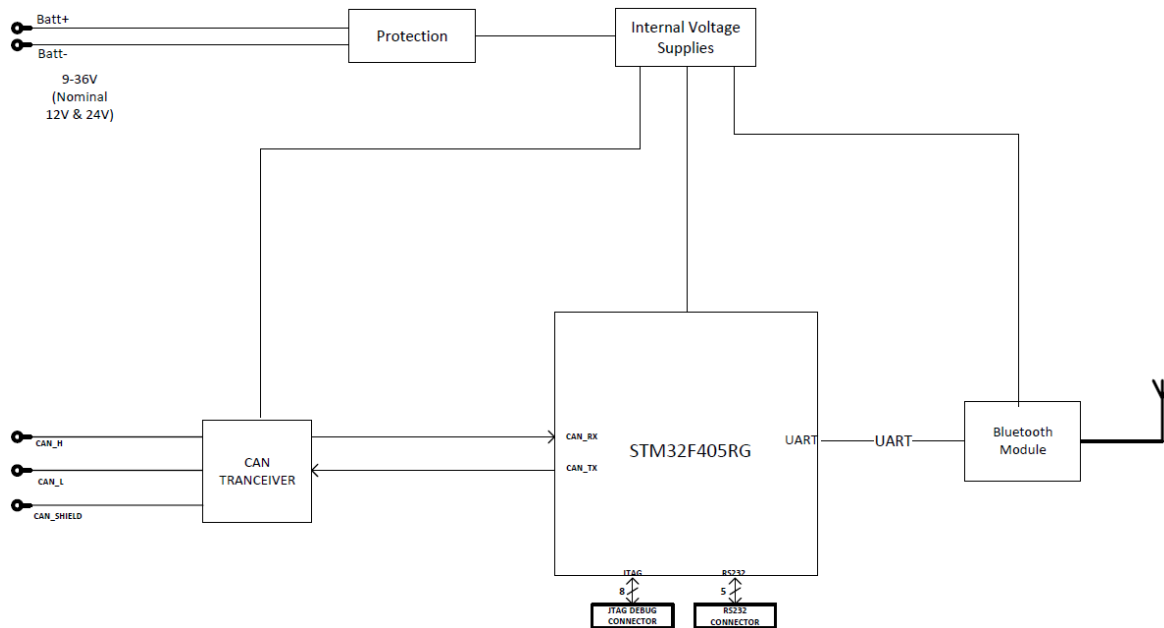 Batt+
Batt-
9-36V
(Nominal
12V & 24V)
Protection
Internal Voltage
Supplies
CAN_H
CAN_L
CAN_SHIELD
CAN
TRANCEIVER
CAN_RX
CAN_TX
STM32F405RG
UART
UART
Bluetooth
Module
JTAG
RS232
8
5
JTAG DEBUG
CONNECTOR
RS232
CONNECTOR